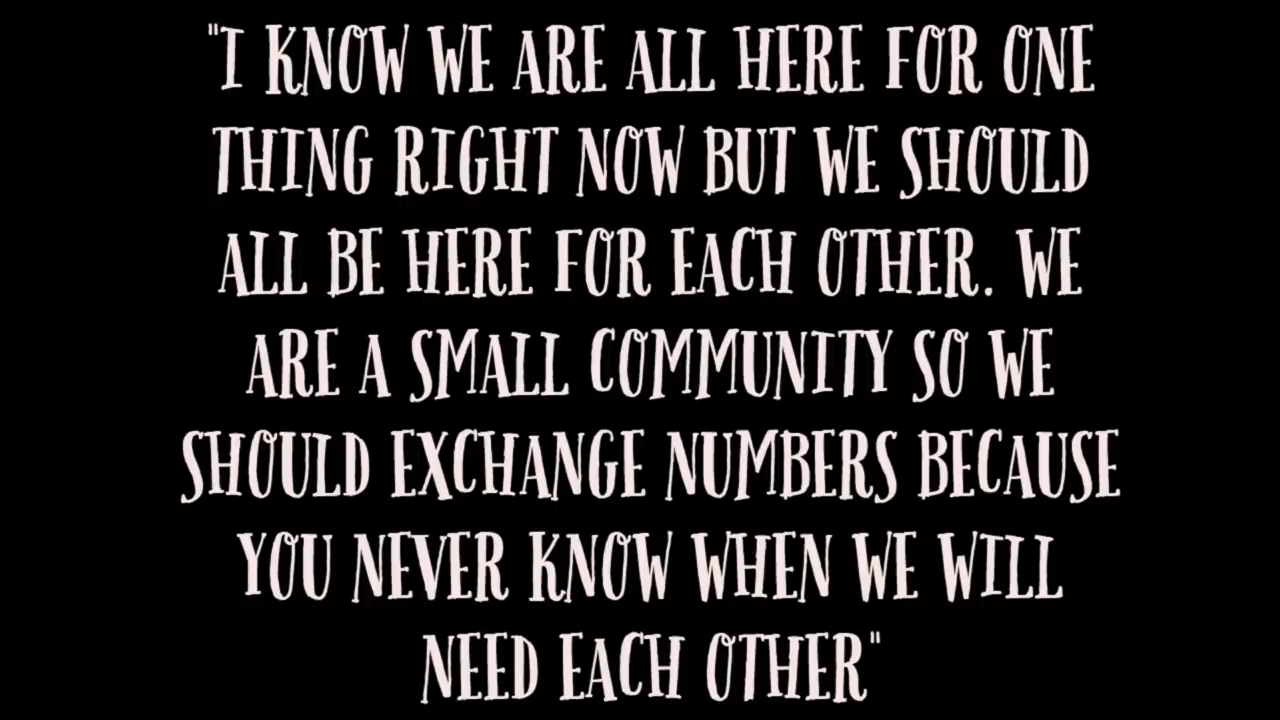 "I KNOW WE ARE ALL HERE FOR ONE
THING RIGHT NOW BUT WE SHOULD
ALL BE HERE FOR EACH OTHER. WE
ARE A SMALL COMMUNITY SO WE
SHOULD EXCHANGE NUMBERS BECAUSE
YOU NEVER KNOW WHEN WE WILL
NEED EACH OTHER"